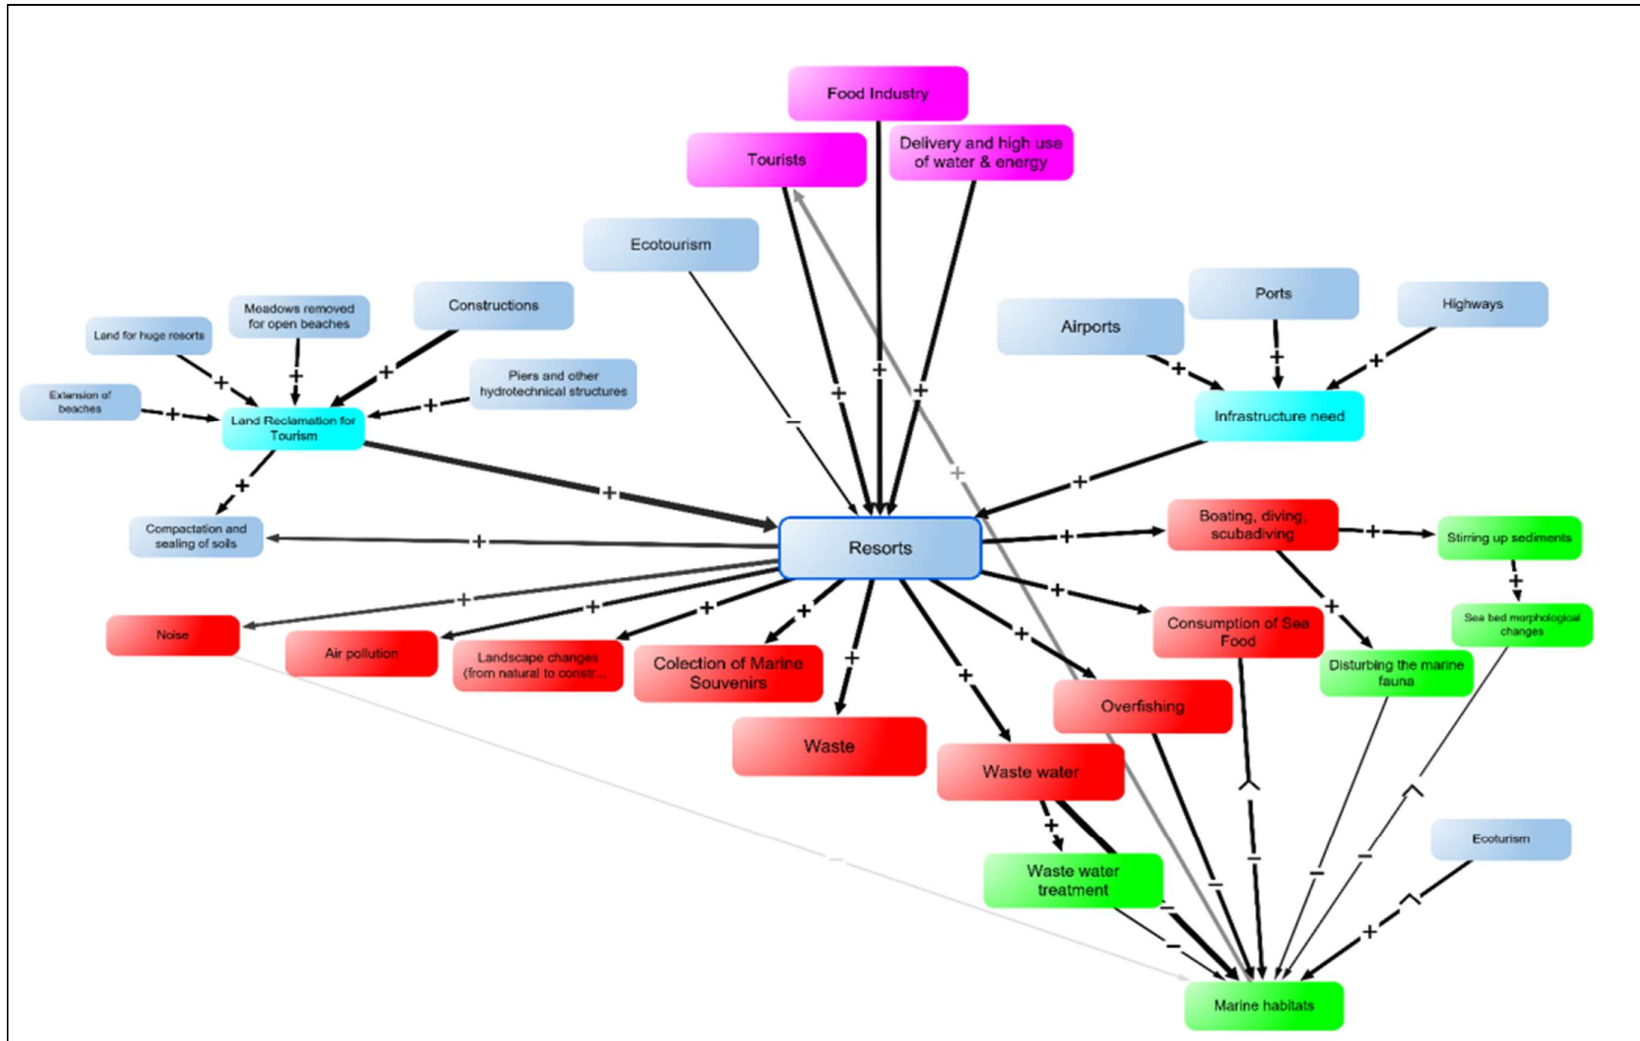 Food Industry
Tourists
Delivery and high use
of water & energy
Ecotourism
Constructions
Meadows removed
for open beaches
Land for huge resorts
Piers and other
hydrotechnical structures
Extension of
beaches
Land Reclamation for
Tourism
Airports
Ports
Highways
Infrastructure need
Compactation and
sealing of soils
Resorts
Boating, diving,
scubadiving
Stirring up sediments
Noise
Air pollution
Landscape changes
(from natural to constr...
Colection of Marine
Souvenirs
Consumption of Sea
Food
Sea bed morphological
changes
Disturbing the marine
fauna
Overfishing
Waste
Waste water
Waste water
treatment
Ecoturism
Marine habitats